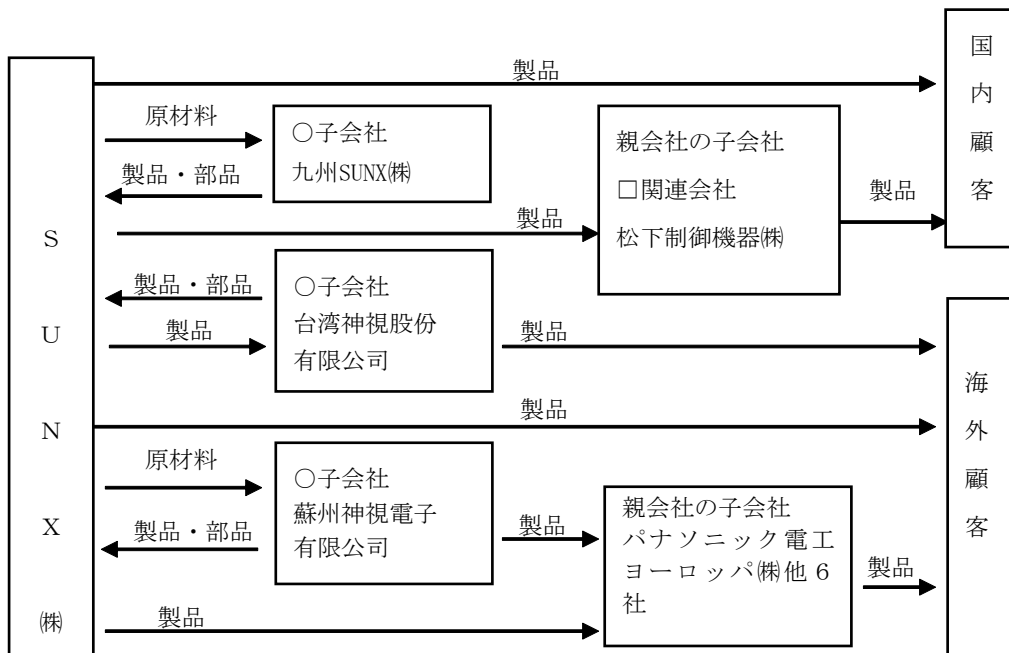 国内顧客
製品
原材料
○子会社
九州SUNX㈱
製品・部品
親会社の子会社
□関連会社
松下制御機器㈱
製品
製品
SUNX㈱
製品・部品
○子会社
台湾神視股份
有限公司
製品
製品
海外顧客
製品
原材料
○子会社
蘇州神視電子
有限公司
製品・部品
製品
親会社の子会社
パナソニック電工
ヨーロッパ㈱他6
社
製品
製品